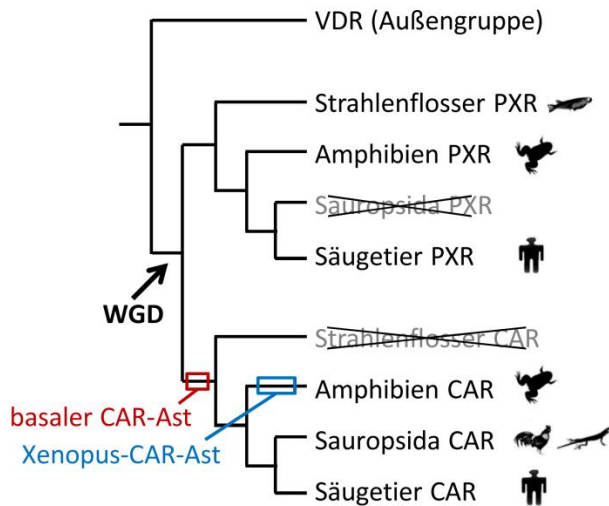 VDR (Außengruppe)
Strahlenflosser PXR
Amphibien PXR
Sauropsida PXR
Säugetier PXR
WGD
Strahlenflosser CAR
Amphibien CAR
basaler CAR-Ast
Sauropsida CAR
Xenopus-CAR-Ast
Säugetier CAR